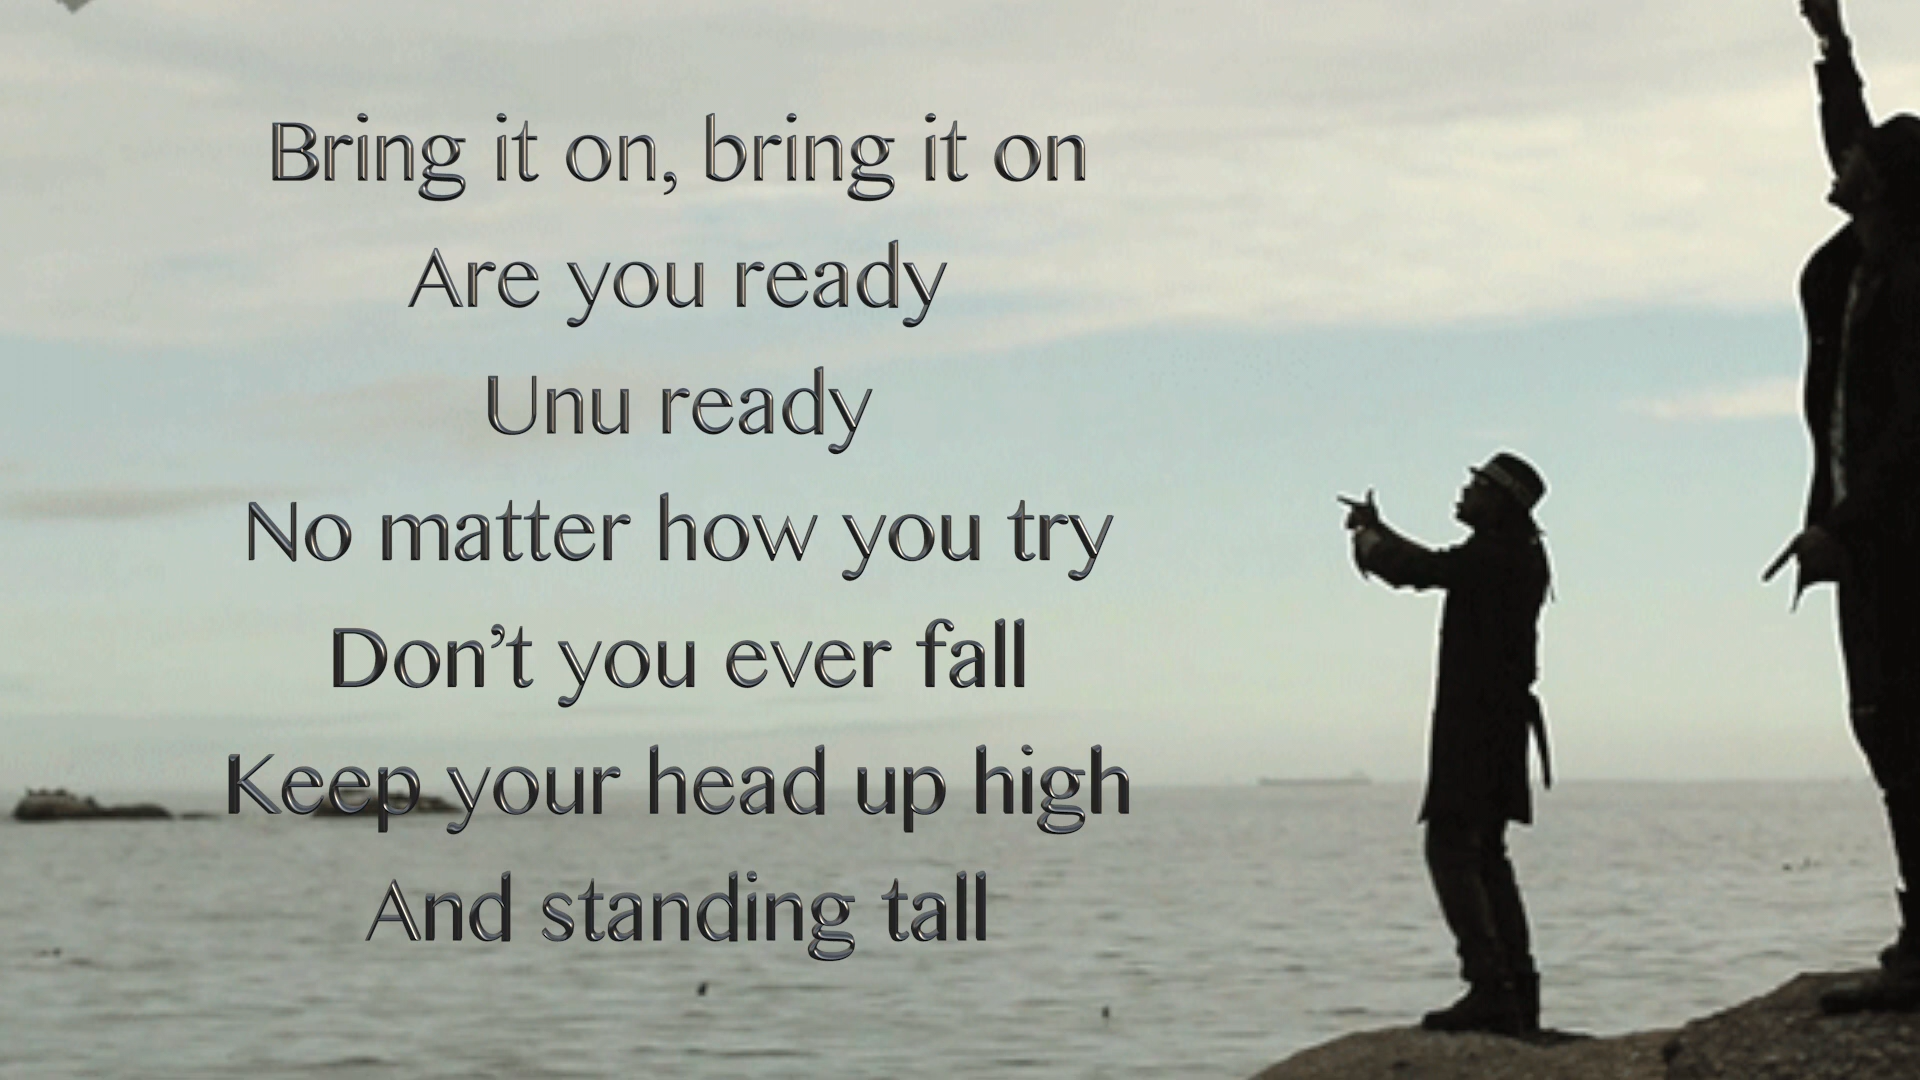 Bring it on, bring it on
Are you ready
Unu ready
No matter how you try
Don’t you ever fall
Keep your head up high
And standing tall